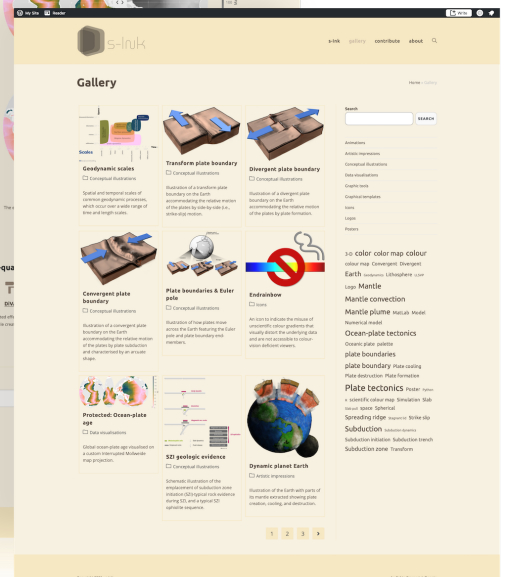 My Site Reader Write
s-Ink
s-ink gallery contribute about
Gallery
Home
Geodynamic scales
Conceptual illustrations
Spatial and temporal scales of
common geodynamic processes,
which occur over a wide range of
time and length scales.
Transform plate boundary
Conceptual illustrations
Illustration of a transform plate
boundary on the Earth
accommodating the relative motion
of the plates by side-by-side (i.e.,
strike-slip) motion.
Divergent plate boundary
Conceptual illustrations
Illustration of a divergent plate
boundary on the Earth
accommodating the relative motion
of the plates by plate formation.
Convergent plate
boundary
Conceptual illustrations
Illustration of a convergent plate
boundary on the Earth
accommodating the relative motion
of the plates by plate subduction
and characterised by an arcuate
shape.
Plate boundaries & Euler
pole
Conceptual illustrations
Illustration of how plates move
across the Earth featuring the Euler
pole and plate boundary end
members.
Endrainbow
Icons
An icon to indicate the misuse of
unscientific colour gradients that
visually distort the underlying data
and are not accessible to colour-
vision deficient viewers.
Protected: Ocean-plate
age
Data visualisations
Global ocean-plate age visualised on
a custom interrupted Mollweide
map projection.
SZI geologic evidence
Conceptual illustrations
Schematic illustration of the
emplacement of subduction zone
initiation (SZI) typical rock evidence
during SZI, and a typical SZI
ophiolite sequence.
Dynamic planet Earth
Artistic impressions
Illustration of the Earth with parts of
its mantle extracted showing plate
creation, cooling, and destruction.
1 2 3
Search
SEARCH
Animations
Artistic impressions
Conceptual illustrations
Data visualisations
Graphic tools
Graphical templates
Icons
Logos
Posters
3-D color color map colour
colour map Convergent Divergent
Earth Lithosphere
Logo Mantle
Mantle convection
Mantle plume MatLab Model
Numerical model
Ocean-plate tectonics
Oceanic plate palette
plate boundaries
plate boundary Plate cooling
Plate destruction Plate formation
Plate tectonics Poster Python
scientific colour map Simulation Slab
Slab pull space Spherical
Spreading ridge Strike slip
Subduction Subduction dynamics
Subduction initiation Subduction trench
Subduction zone Transform